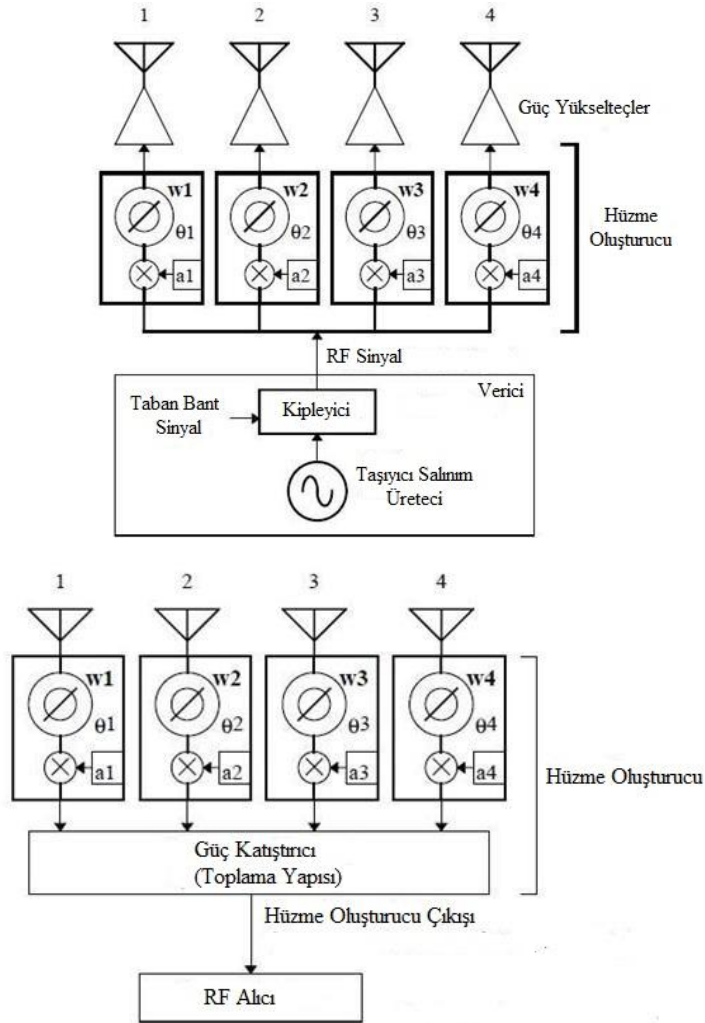 1 2 3 4
Güç Yükselteçler
w1 w2 w3 w4
θ1 θ2 θ3 θ4
a1 a2 a3 a4
Hüzme
Oluşturucu
RF Sinyal
Verici
Taban Bant
Sinyal
Kipleyici
Taşıyıcı Salınım
Üreteci
1 2 3 4
w1 w2 w3 w4
θ1 θ2 θ3 θ4
a1 a2 a3 a4
Hüzme Oluşturucu
Güç Katıştırıcı
(Toplama Yapısı)
Hüzme Oluşturucu Çıkışı
RF Alıcı